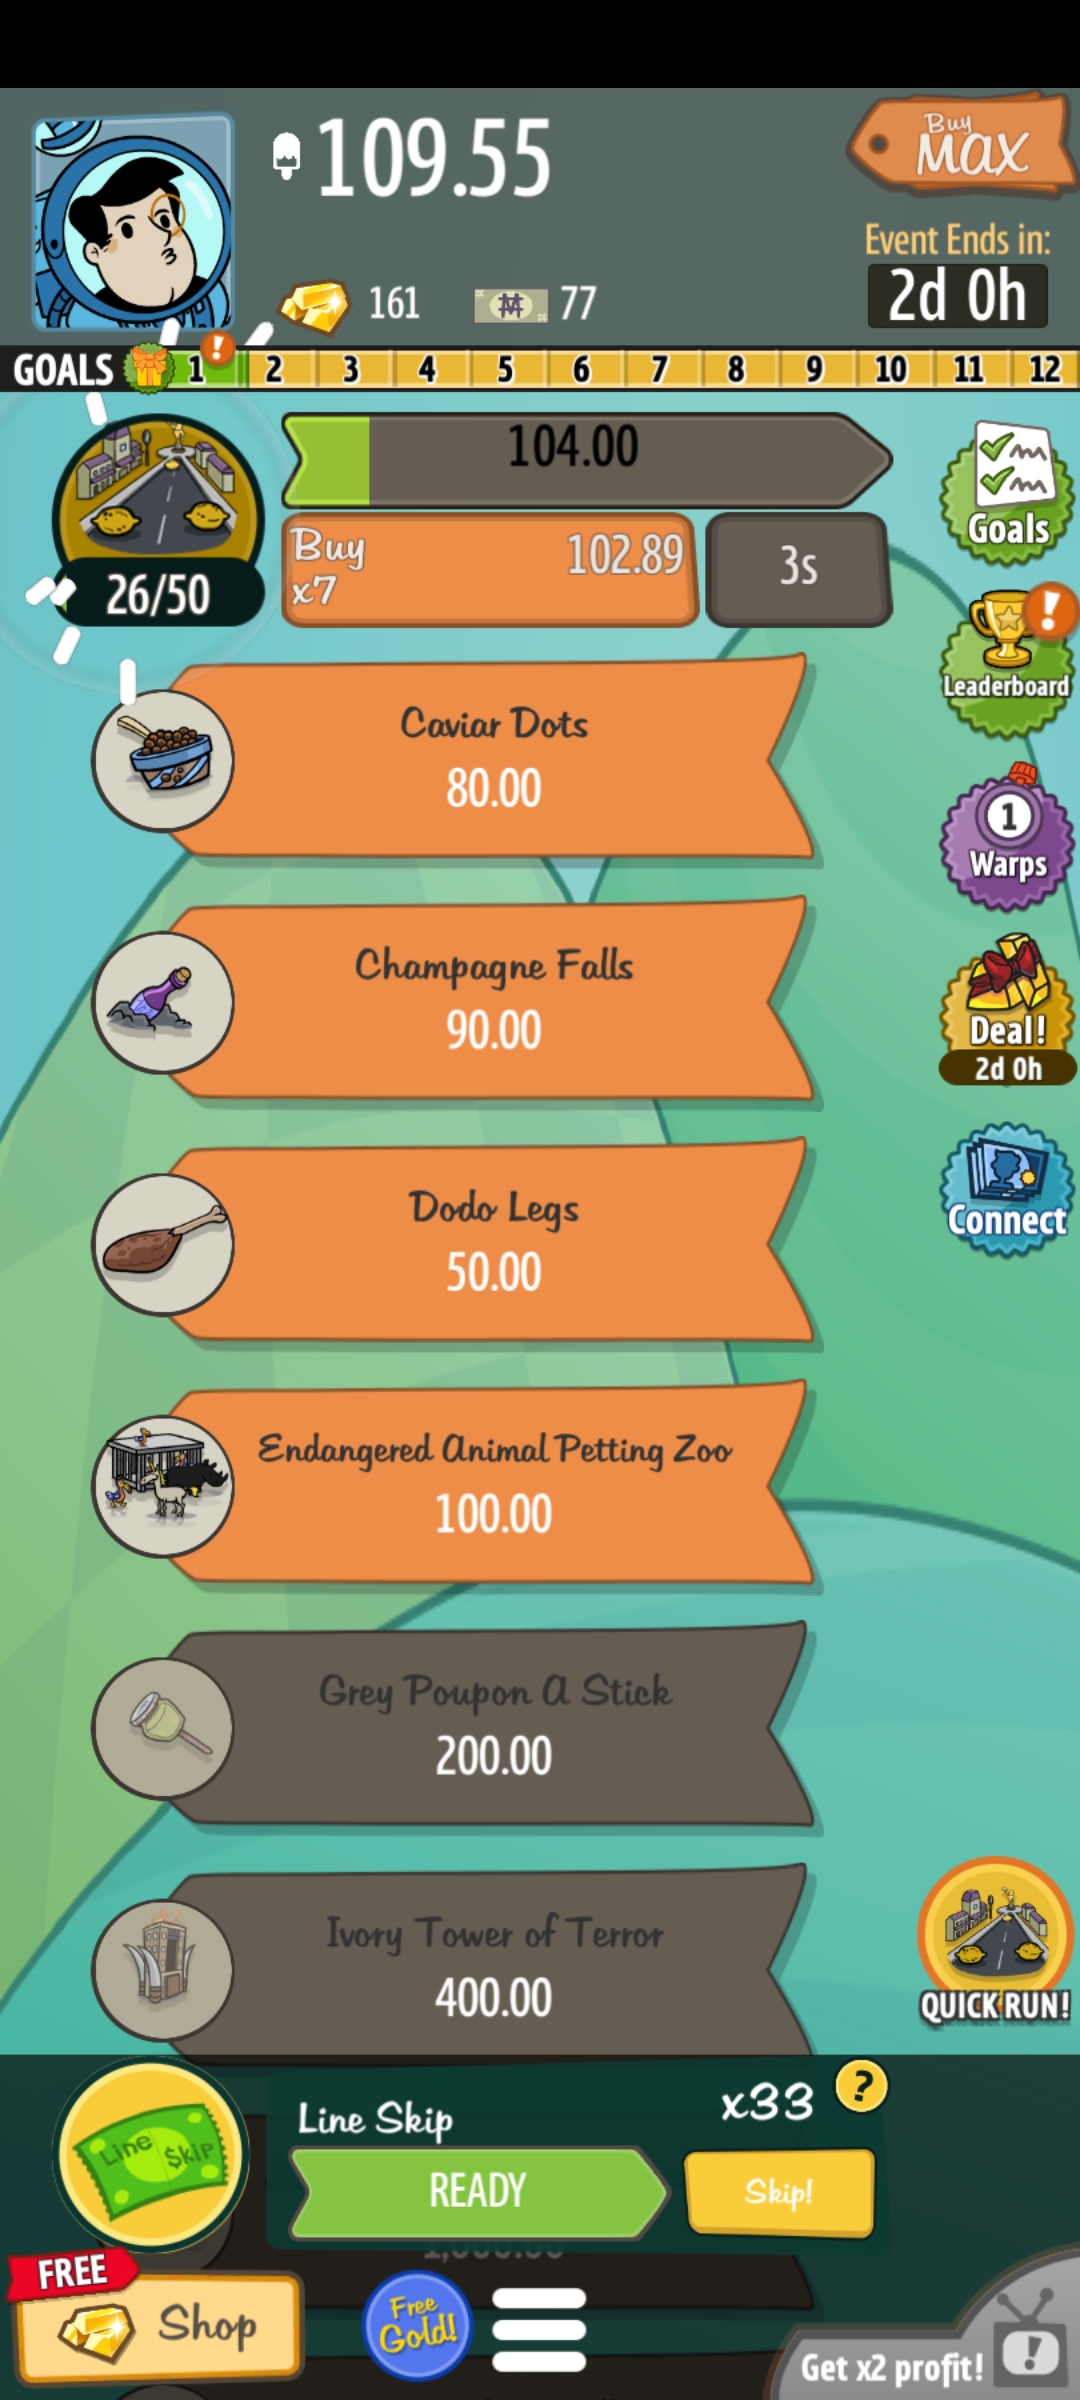 109.55
Buy
MAX
Event Ends in:
2d 0h
161
77
GOALS 1 2 3 4 5 6 7 8 9 10 11 12
!
104.00
Buy
x7
102.89
3s
26/50
Goals
!
Leaderboard
Caviar Dots
80.00
1
Warps
Champagne Falls
90.00
Deal!
2d 0h
Dodo Legs
50.00
Connect
Endangered Animal Petting Zoo
100.00
Grey Poupon A Stick
200.00
Ivory Tower of Terror
400.00
QUICK RUN!
Line $kip
Line Skip
x33
?
READY
Skip!
1,000.00
FREE
Shop
Free
Gold!
Get x2 profit!
!